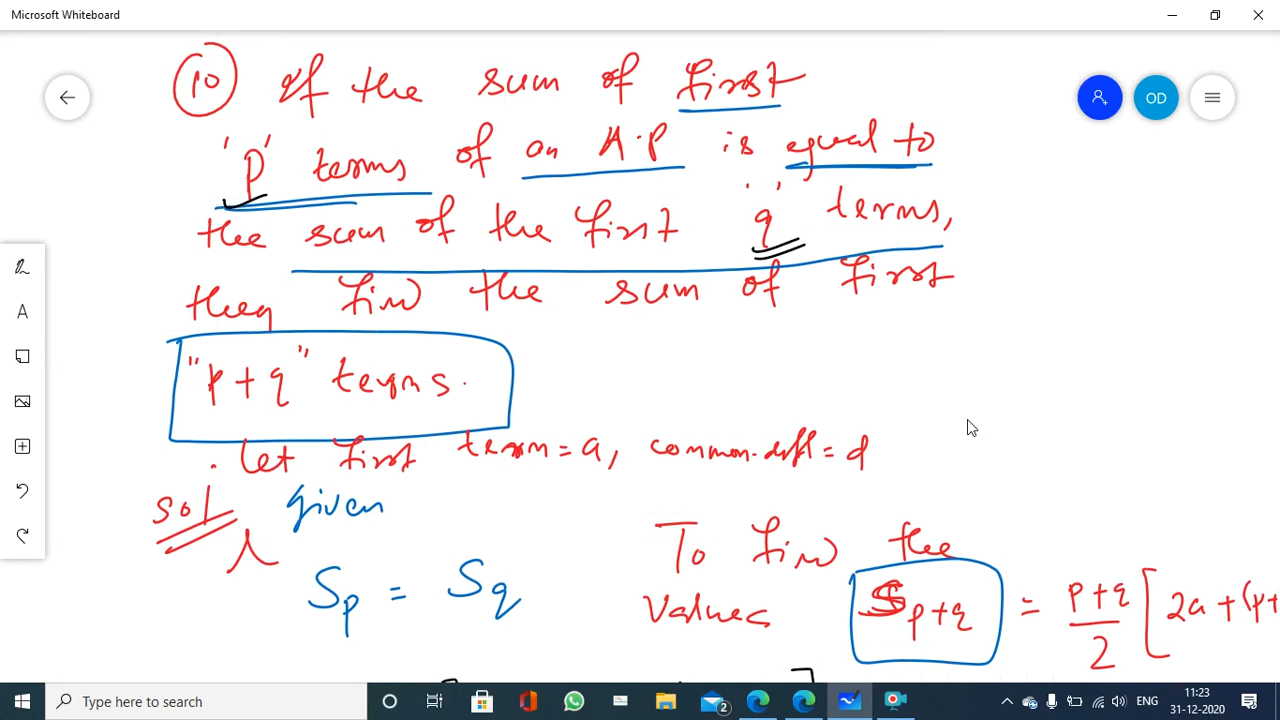 Microsoft Whiteboard
10 If the sum of first
'p' terms of an A.P is equal to
the sum of the first 'q' terms,
then find the sum of first
"p+q" terms.
. let first term = a, common.diff = d
sol given
Sp = Sq
To find the
values Sp+q = p+q/2 [2a + (p+
OD
Type here to search
2
ENG
11:23
31-12-2020